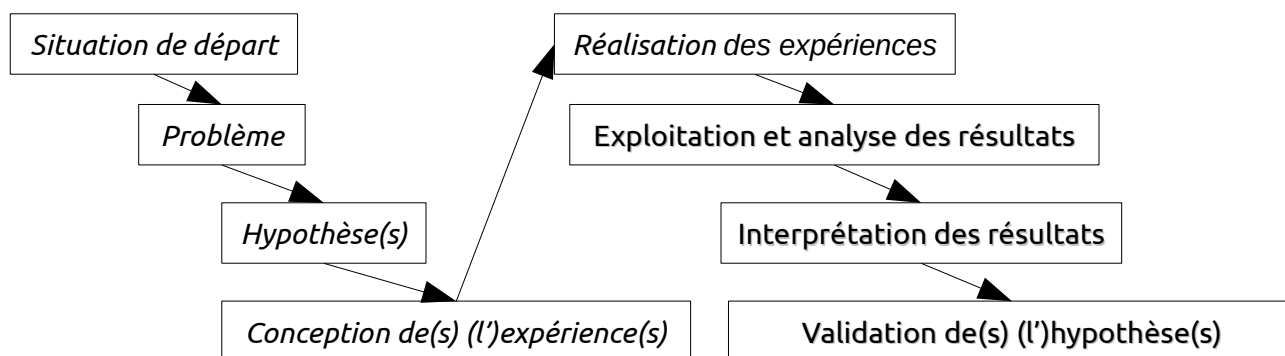 Situation de départ
Problème
Hypothèse(s)
Conception de(s) (l')expérience(s)
Réalisation des expériences
Exploitation et analyse des résultats
Interprétation des résultats
Validation de(s) (l')hypothèse(s)